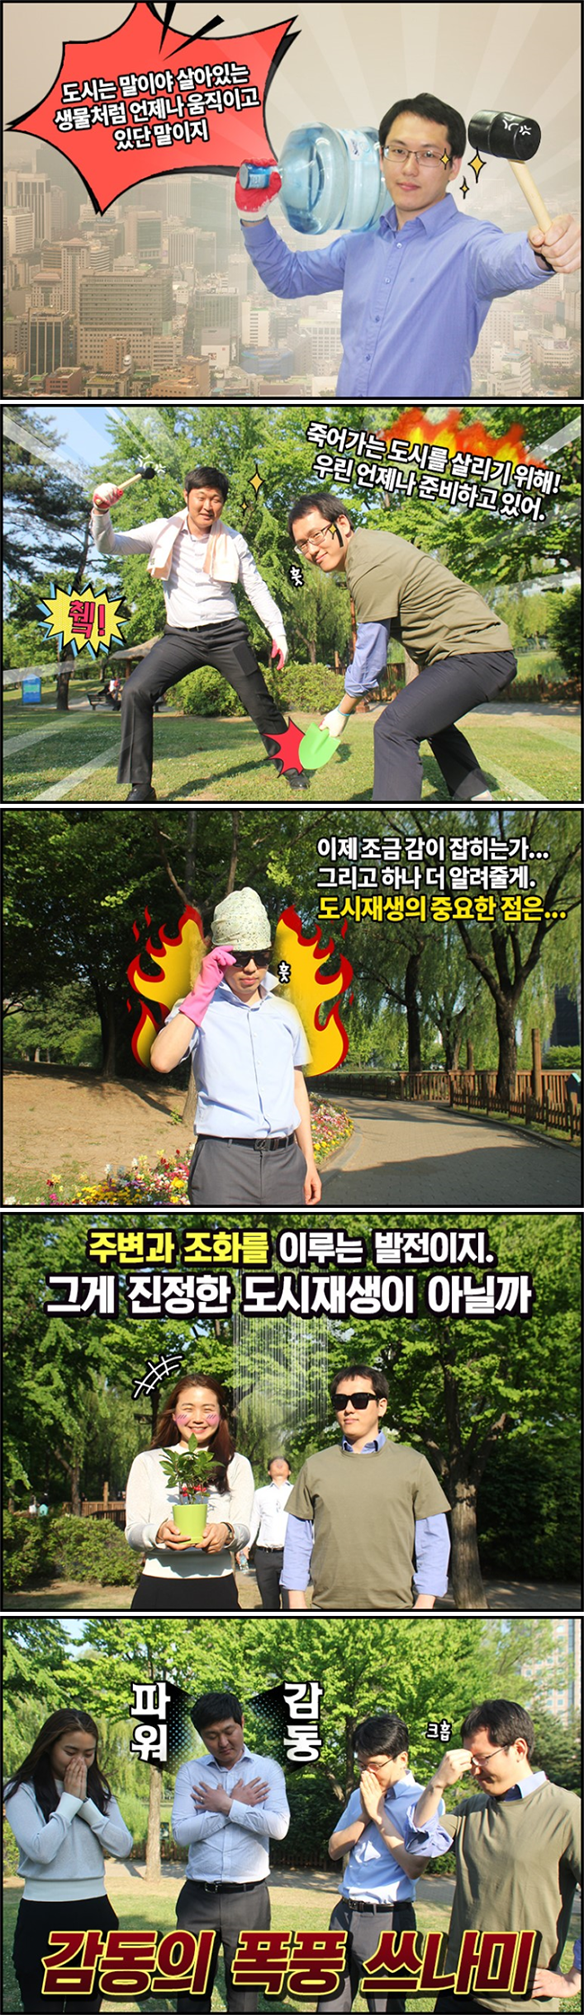 도시는 말이야 살아있는
생물처럼 언제나 움직이고
있단 말이지
죽어가는 도시를 살리기 위해!
우린 언제나 준비하고 있어.
훗
이제 조금 감이 잡히는가...
그리고 하나 더 알려줄게.
도시재생의 중요한 점은...
훗
주변과 조화를 이루는 발전이지.
그게 진정한 도시재생이 아닐까
파워
감동
크흡
감동의 폭풍 쓰나미